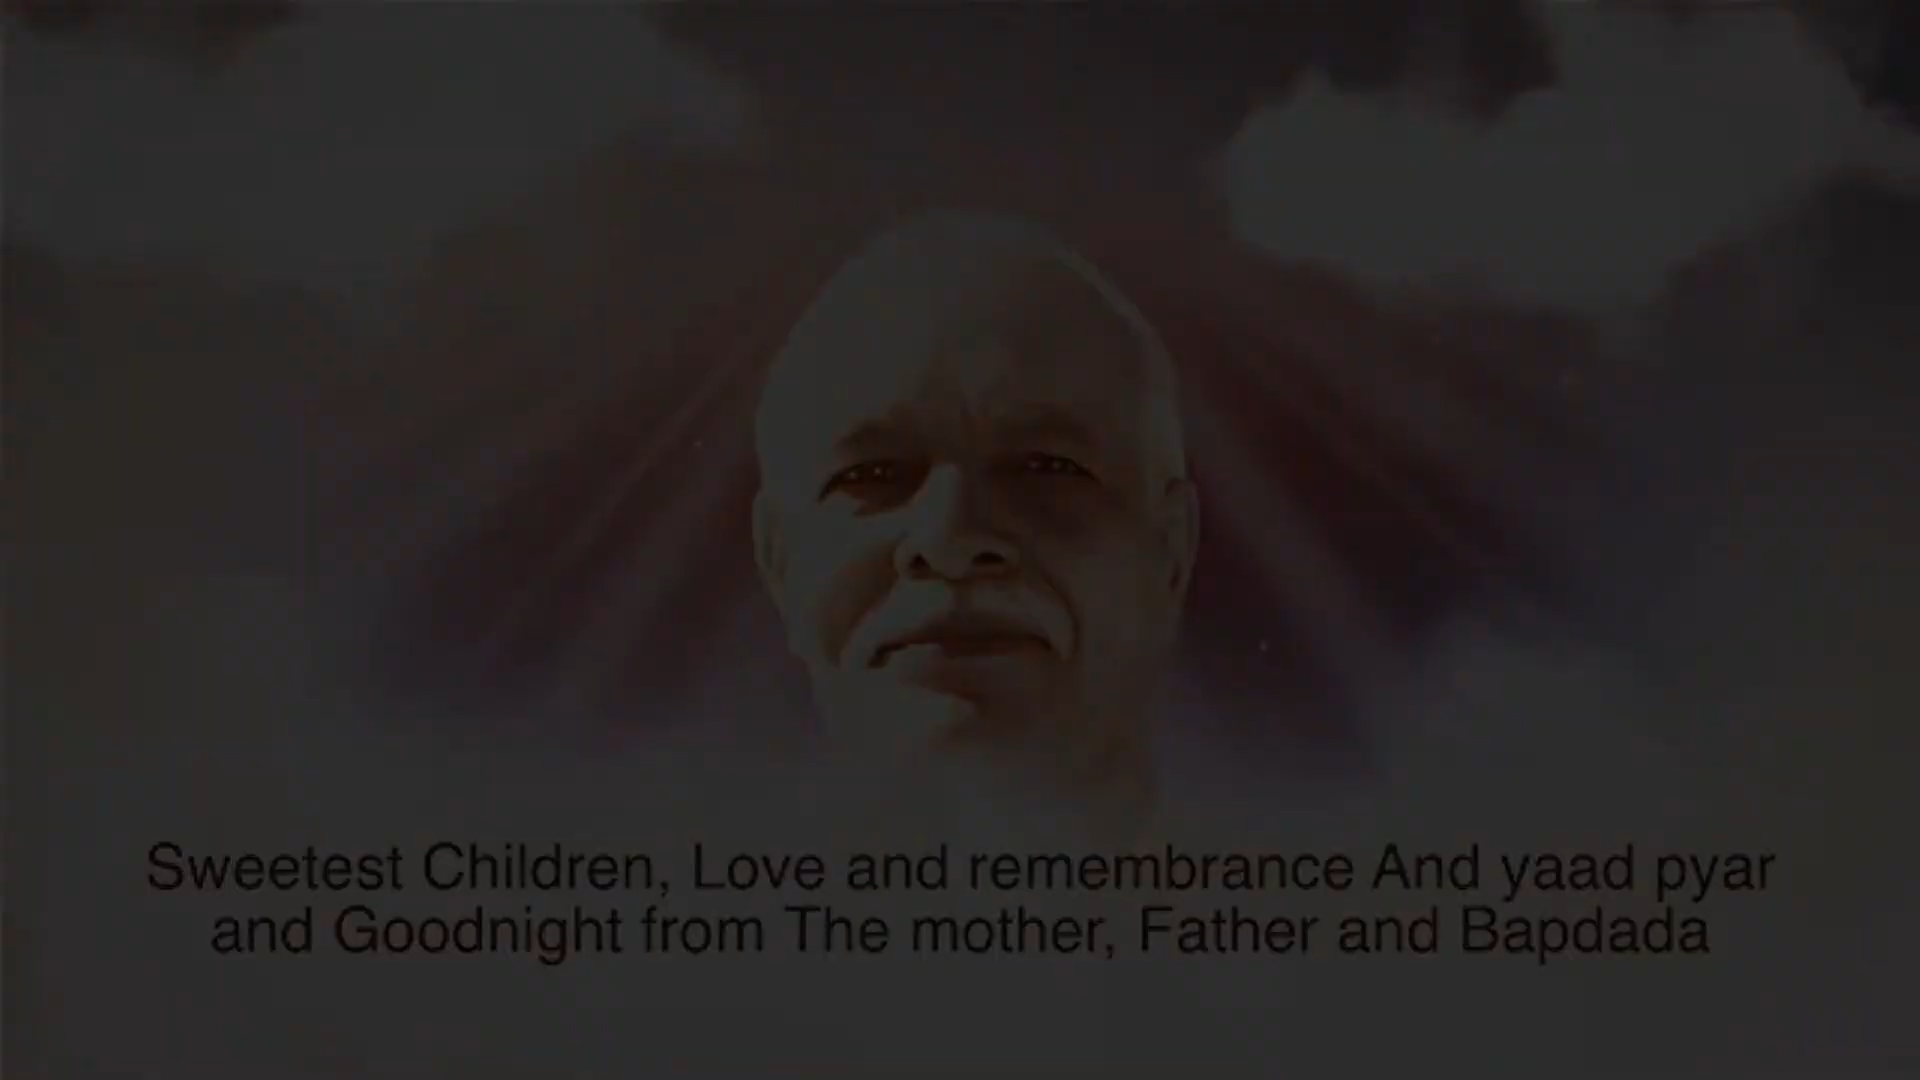 Sweetest Children, Love and remembrance And yaad pyar
and Goodnight from The mother, Father and Bapdada